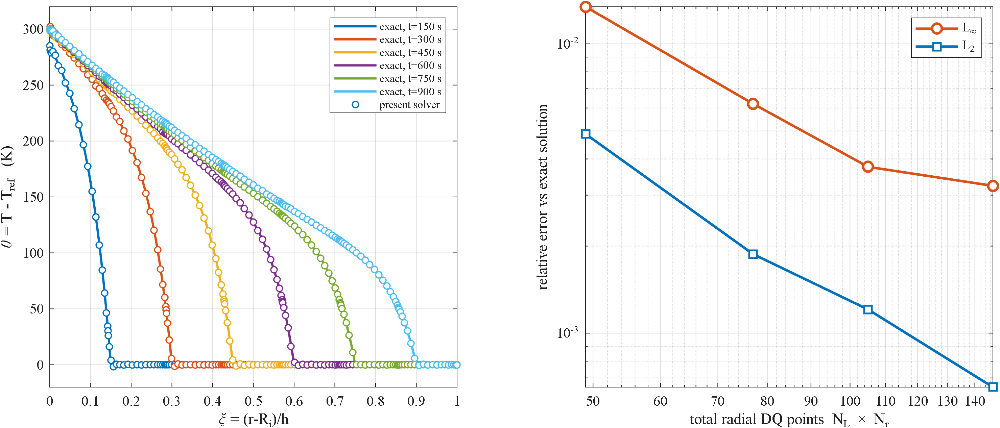 300
250
200
150
100
50
0
θ = T - T_ref (K)
0 0.1 0.2 0.3 0.4 0.5 0.6 0.7 0.8 0.9 1
ξ = (r-R_i)/h
exact, t=150 s
exact, t=300 s
exact, t=450 s
exact, t=600 s
exact, t=750 s
exact, t=900 s
present solver
10^-2
10^-3
relative error vs exact solution
50 60 70 80 90 100 110 120 130 140
total radial DQ points N_L × N_r
L_∞
L_2